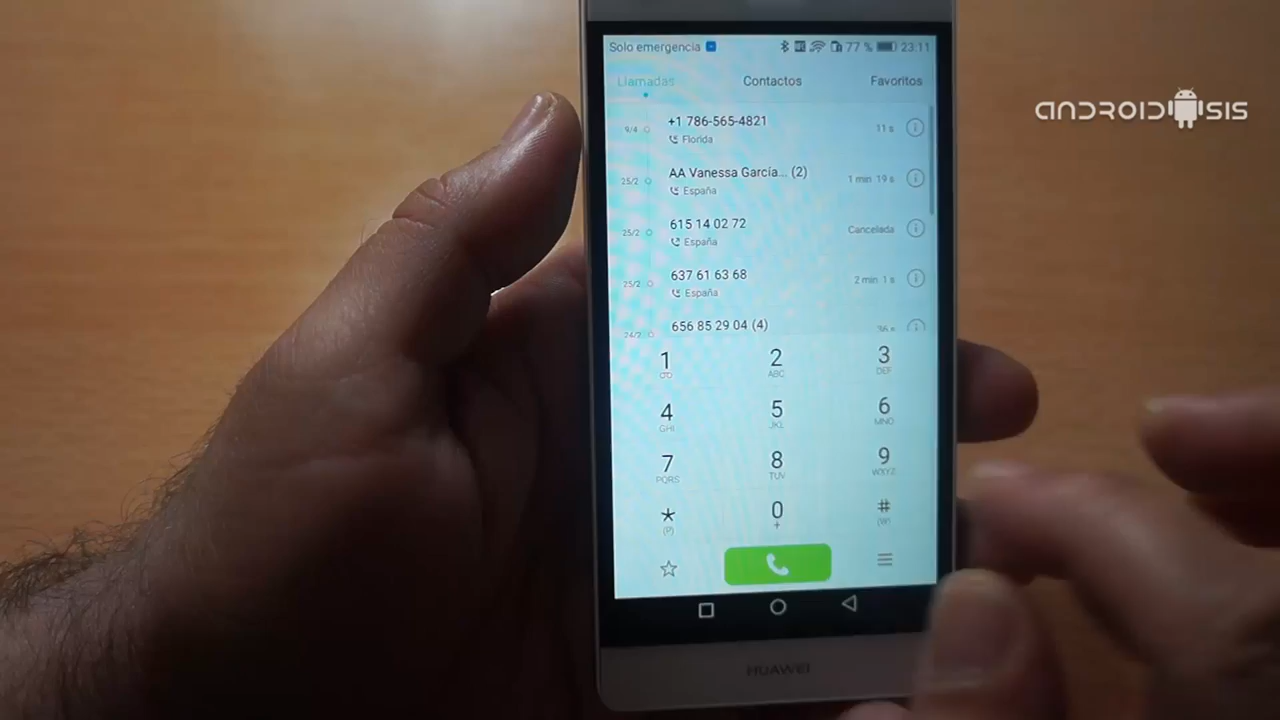 Solo emergencia 77 % 23:11
Llamadas Contactos Favoritos
ANDROIDSIS
9/4 +1 786-565-4821 11 s
Florida
25/2 AA Vanessa García... (2) 1 min 19 s
España
25/2 615 14 02 72 Cancelada
España
25/2 637 61 63 68 2 min 1 s
España
24/2 656 85 29 04 (4) 36 s
1 2 3
ABC DEF
4 5 6
GHI JKL MNO
7 8 9
PQRS TUV WXYZ
* 0 #
(P) + (W)
HUAWEI